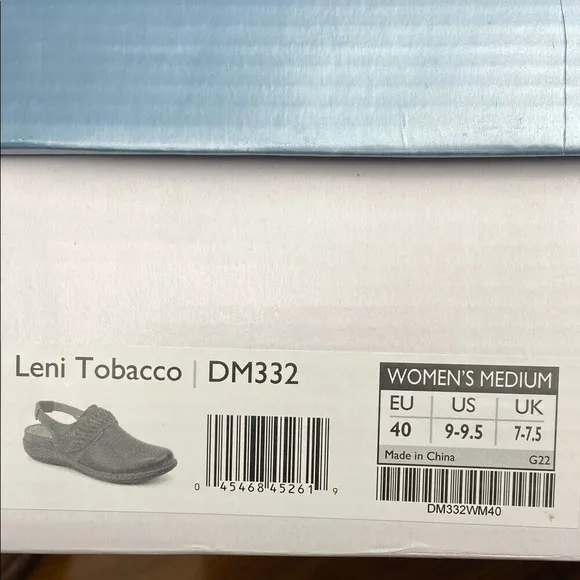 Leni Tobacco | DM332
WOMEN'S MEDIUM
EU | US | UK
40 | 9-9.5 | 7-7.5
Made in China G22
0 45468 45261 9
DM332WM40